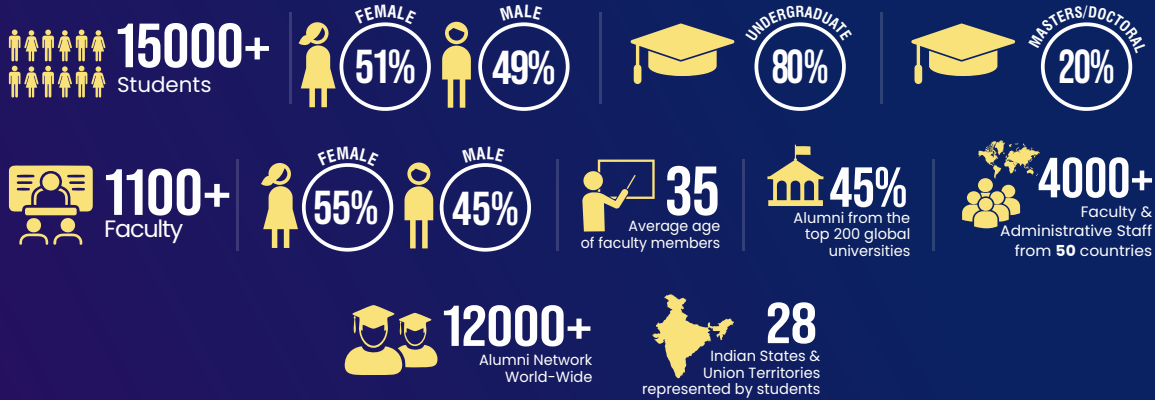 15000+
Students
FEMALE
51%
MALE
49%
UNDERGRADUATE
80%
MASTERS/DOCTORAL
20%
1100+
Faculty
FEMALE
55%
MALE
45%
35
Average age
of faculty members
45%
Alumni from the
top 200 global
universities
4000+
Faculty &
Administrative Staff
from 50 countries
12000+
Alumni Network
World-Wide
28
Indian States &
Union Territories
represented by students